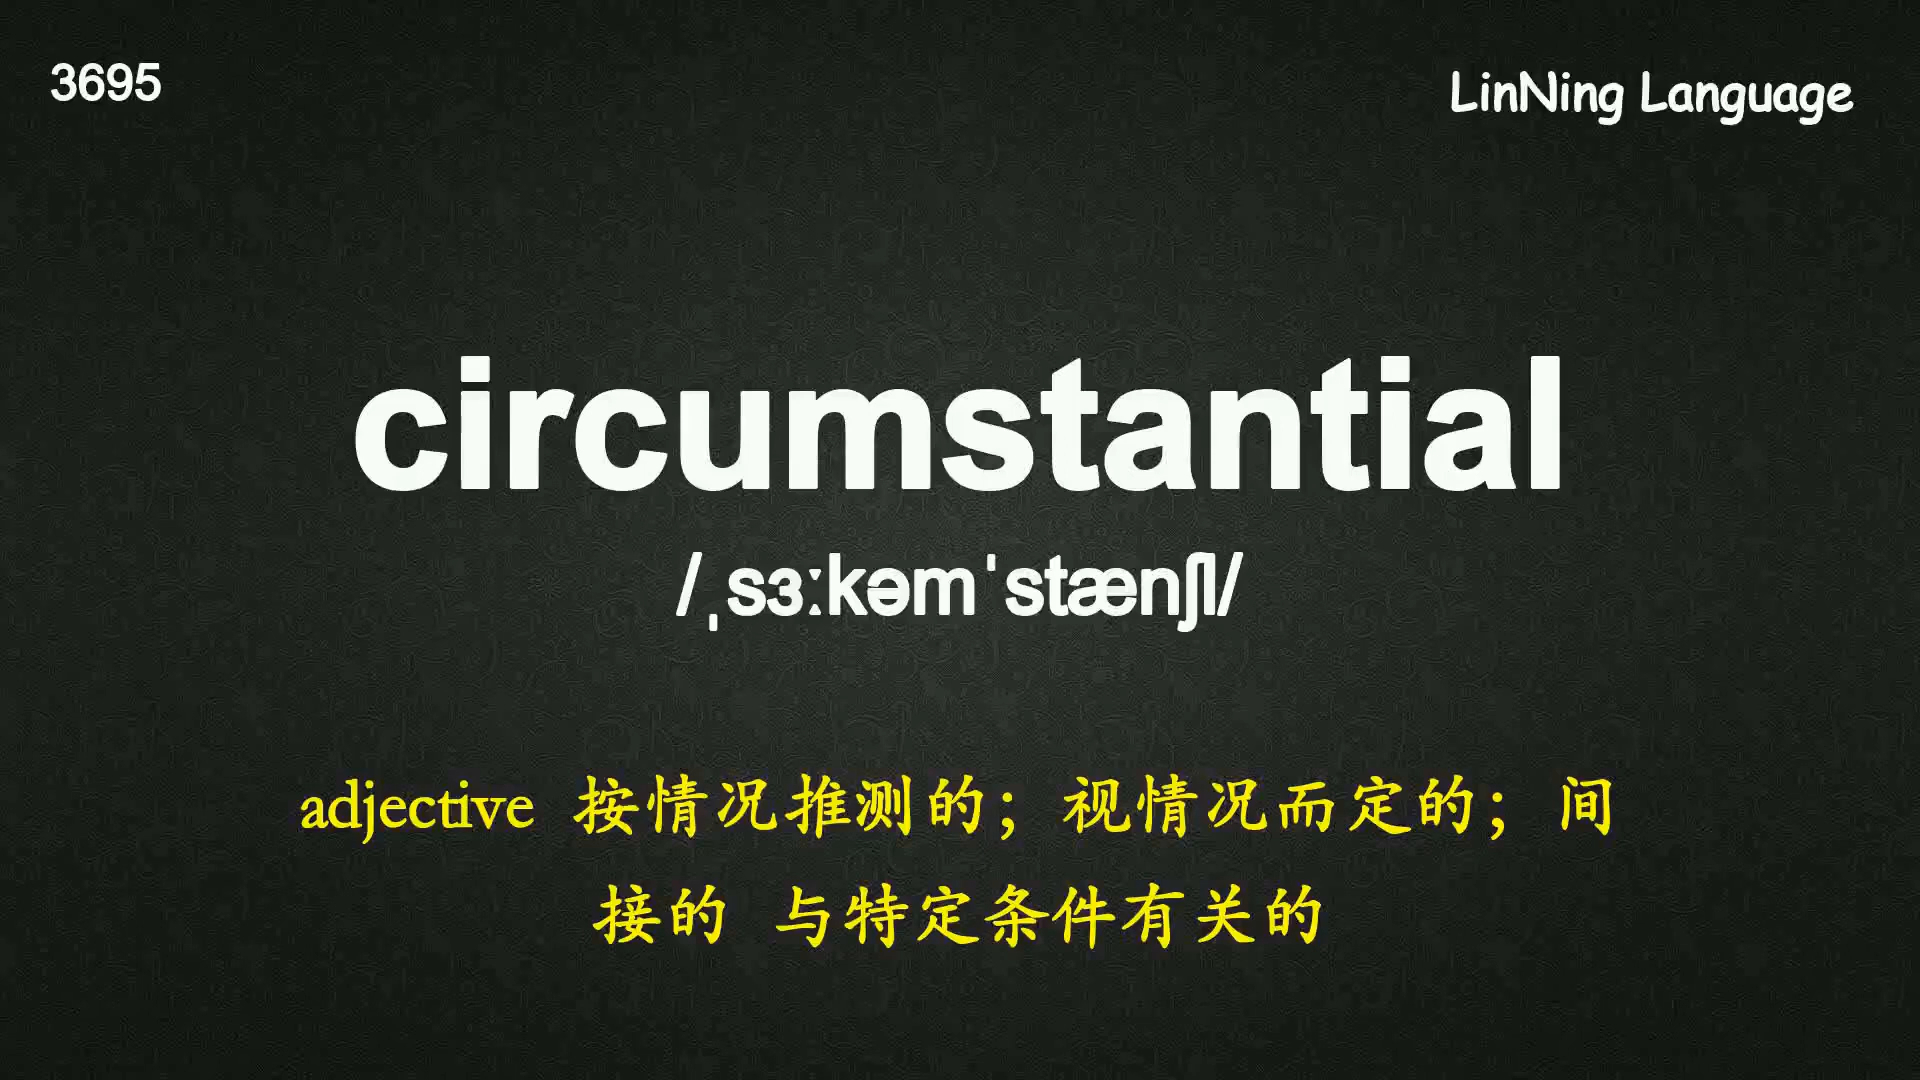 3695
LinNing Language
circumstantial
/ˌsɜːkəmˈstænʃl/
adjective 按情况推测的；视情况而定的；间
接的 与特定条件有关的